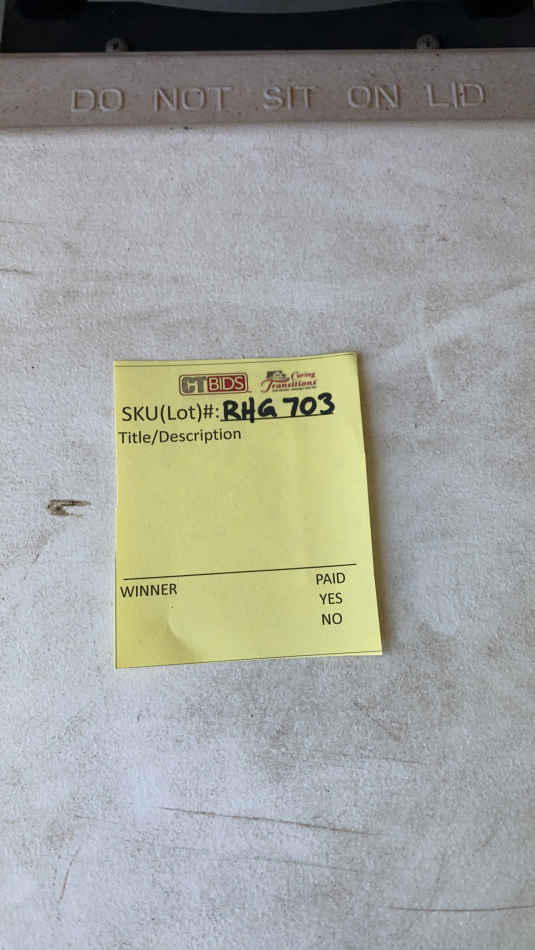 DO NOT SIT ON LID
CTBIDS Caring Transitions
SKU(Lot)#: RHG 703
Title/Description
WINNER PAID
YES
NO